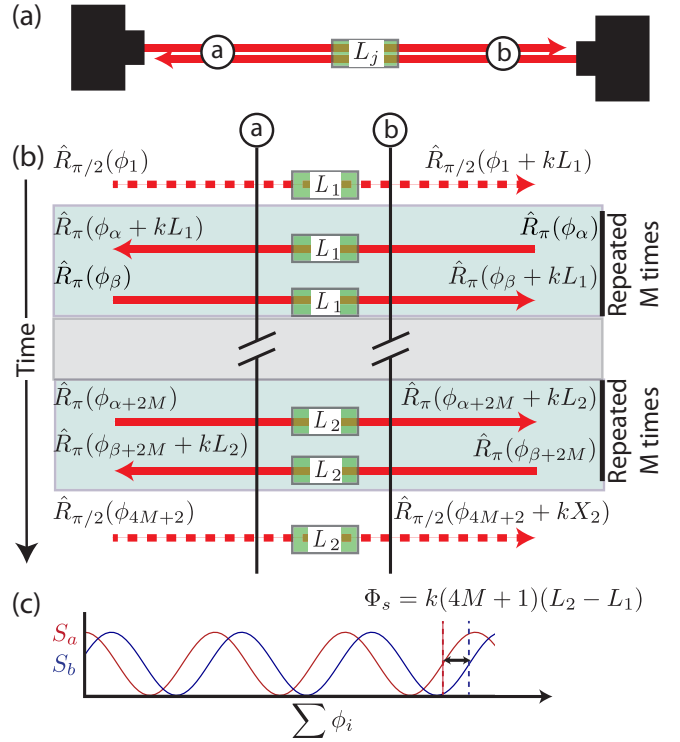 (a)
a
L_j
b
(b)
a
b
R̂_{π/2}(ϕ_1)
R̂_{π/2}(ϕ_1 + kL_1)
L_1
R̂_π(ϕ_α + kL_1)
R̂_π(ϕ_α)
L_1
R̂_π(ϕ_β)
R̂_π(ϕ_β + kL_1)
L_1
Repeated
M times
Time
R̂_π(ϕ_{α+2M})
R̂_π(ϕ_{α+2M} + kL_2)
L_2
R̂_π(ϕ_{β+2M} + kL_2)
R̂_π(ϕ_{β+2M})
L_2
Repeated
M times
R̂_{π/2}(ϕ_{4M+2})
R̂_{π/2}(ϕ_{4M+2} + kX_2)
L_2
(c)
Φ_s = k(4M + 1)(L_2 − L_1)
S_a
S_b
∑ ϕ_i